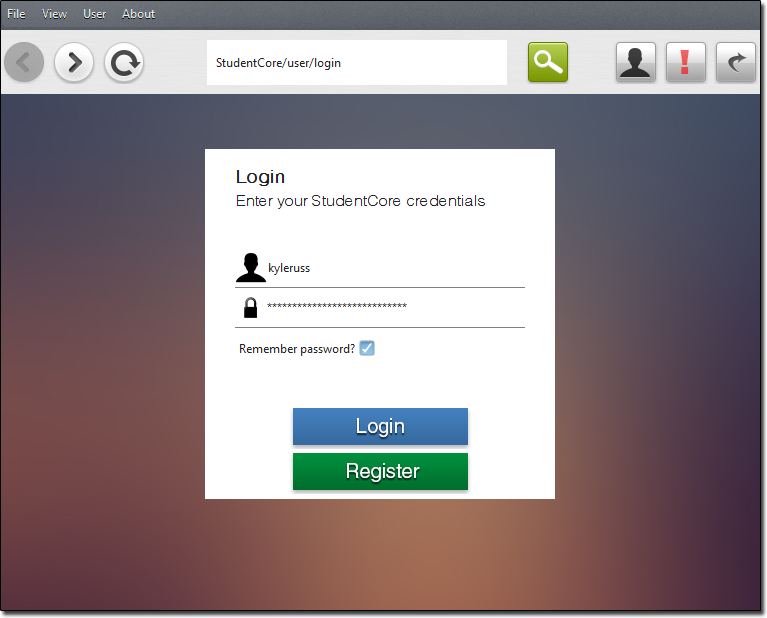 File View User About
StudentCore/user/login
Login
Enter your StudentCore credentials
kyleruss
****************************
Remember password?
Login
Register